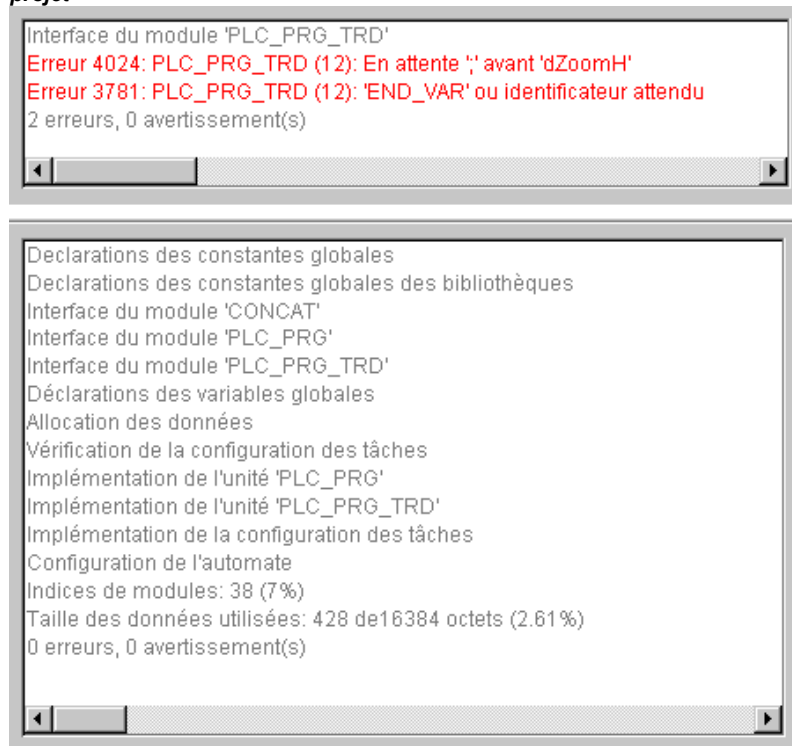 projet
Interface du module 'PLC_PRG_TRD'
Erreur 4024: PLC_PRG_TRD (12): En attente ';' avant 'dZoomH'
Erreur 3781: PLC_PRG_TRD (12): 'END_VAR' ou identificateur attendu
2 erreurs, 0 avertissement(s)
Declarations des constantes globales
Declarations des constantes globales des bibliothèques
Interface du module 'CONCAT'
Interface du module 'PLC_PRG'
Interface du module 'PLC_PRG_TRD'
Déclarations des variables globales
Allocation des données
Vérification de la configuration des tâches
Implémentation de l'unité 'PLC_PRG'
Implémentation de l'unité 'PLC_PRG_TRD'
Implémentation de la configuration des tâches
Configuration de l'automate
Indices de modules: 38 (7%)
Taille des données utilisées: 428 de16384 octets (2.61%)
0 erreurs, 0 avertissement(s)